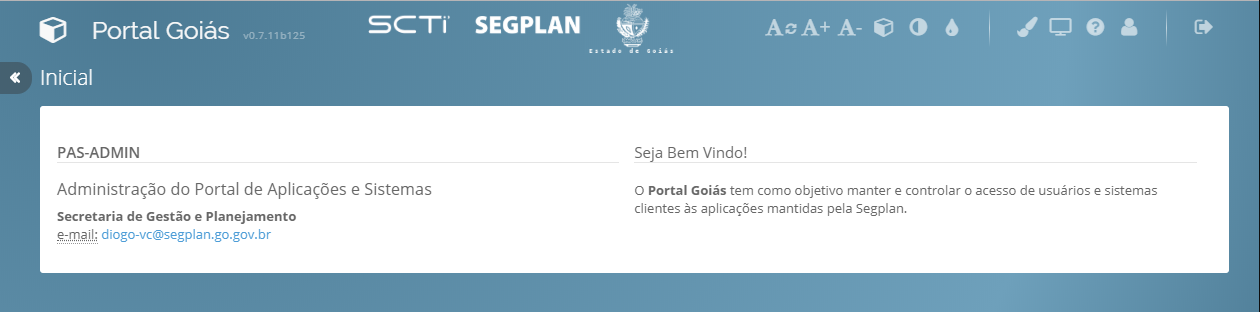 Portal Goiás v0.7.11b125
SCTi
SEGPLAN
Estado de Goiás
A A+ A-
Inicial
PAS-ADMIN
Administração do Portal de Aplicações e Sistemas
Secretaria de Gestão e Planejamento
e-mail: diogo-vc@segplan.go.gov.br
Seja Bem Vindo!
O Portal Goiás tem como objetivo manter e controlar o acesso de usuários e sistemas
clientes às aplicações mantidas pela Segplan.